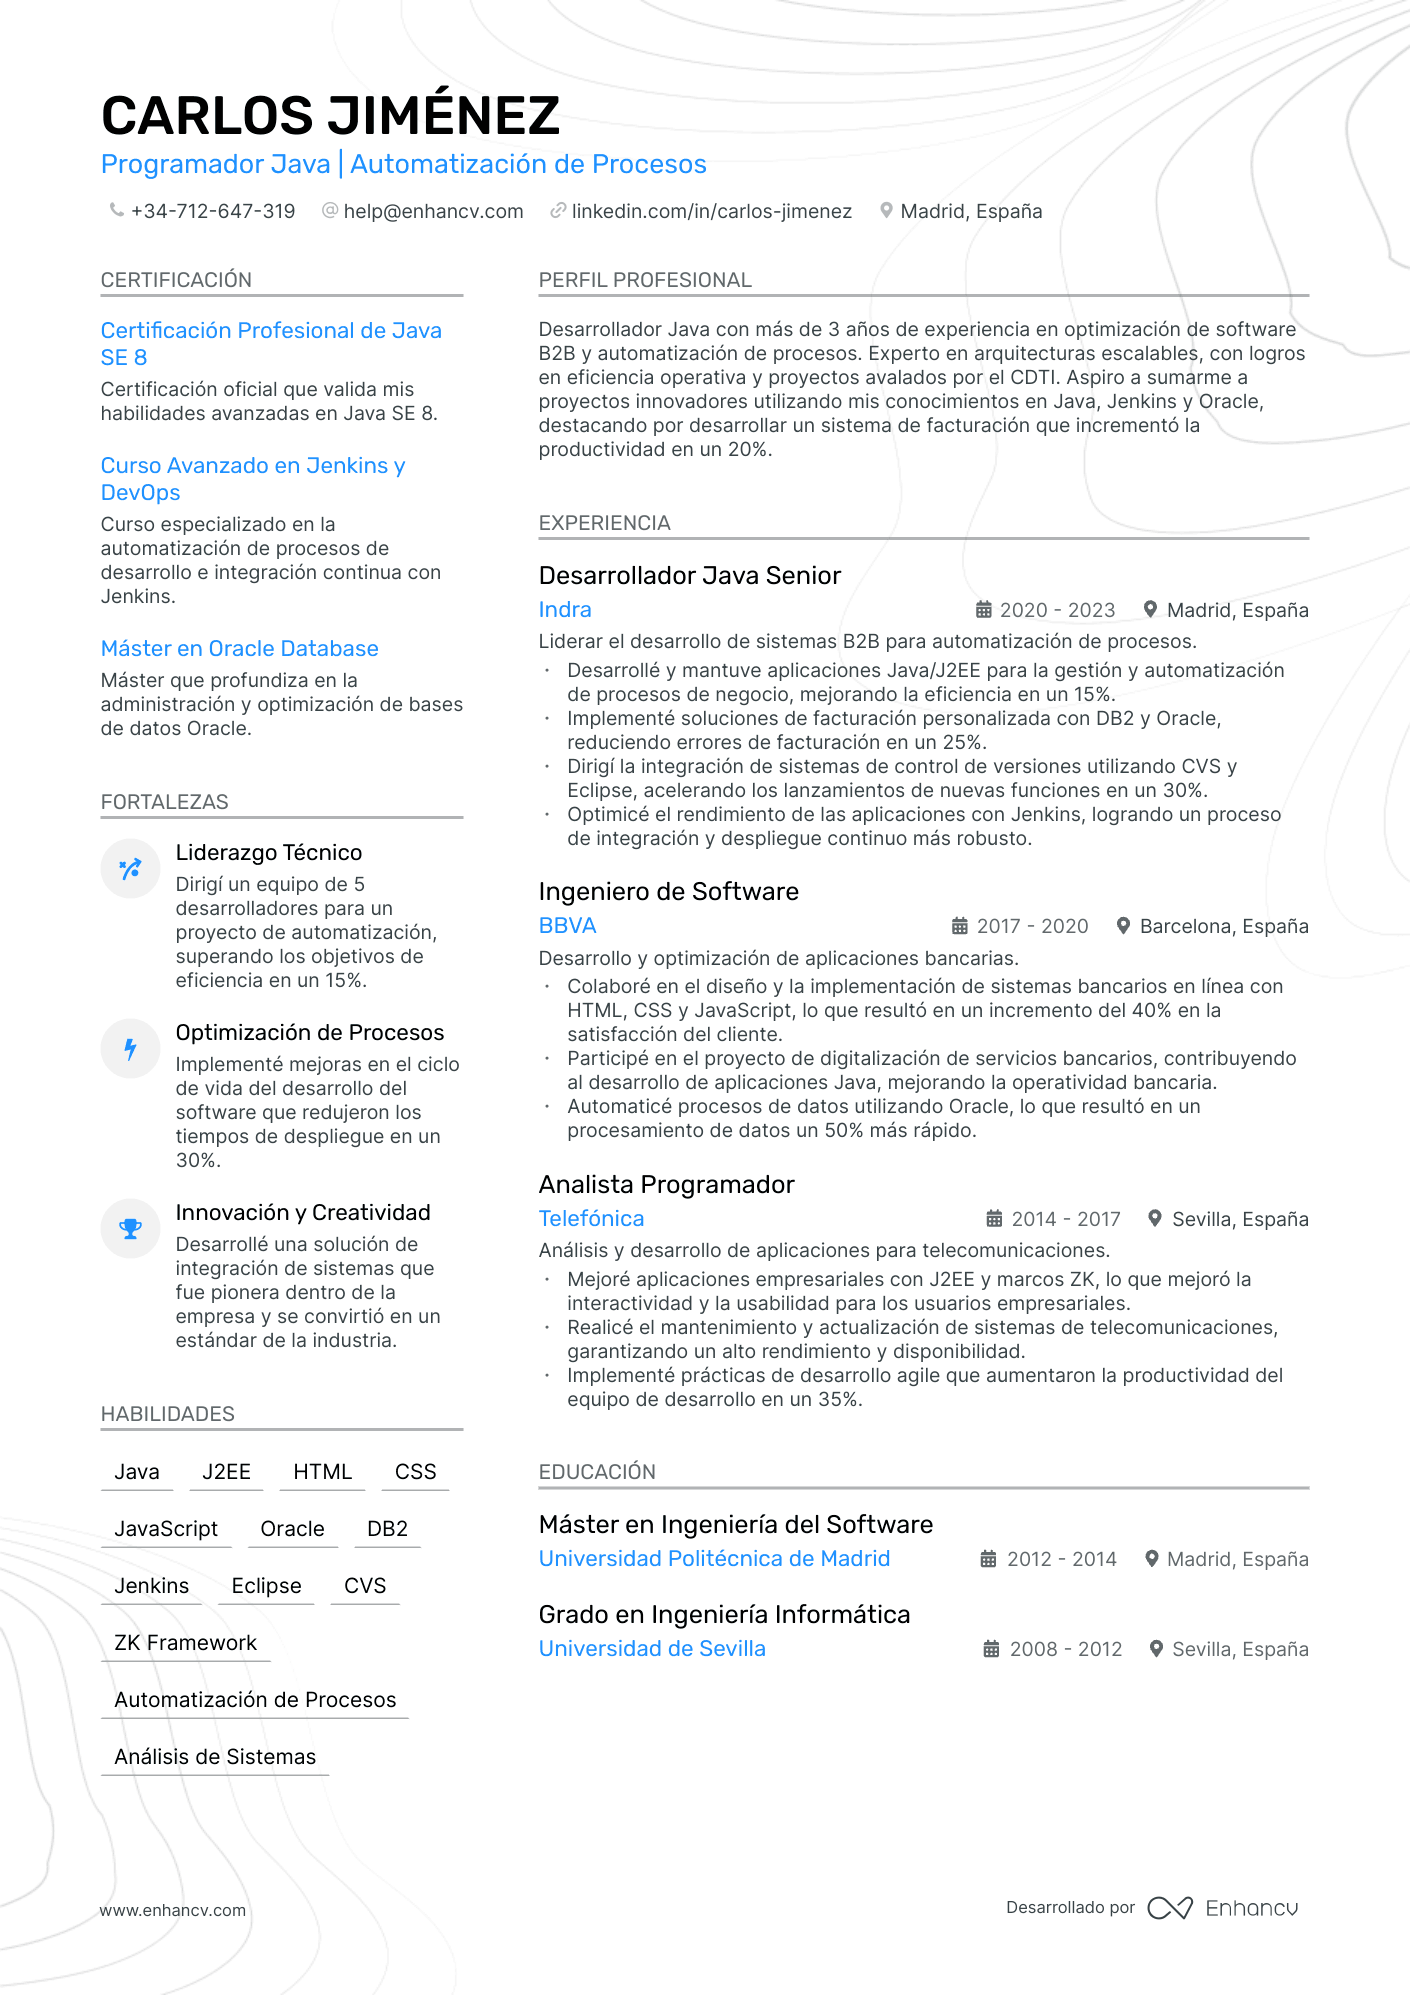 CARLOS JIMÉNEZ
Programador Java | Automatización de Procesos
+34-712-647-319 help@enhancv.com linkedin.com/in/carlos-jimenez Madrid, España
CERTIFICACIÓN
Certificación Profesional de Java
SE 8
Certificación oficial que valida mis
habilidades avanzadas en Java SE 8.
Curso Avanzado en Jenkins y
DevOps
Curso especializado en la
automatización de procesos de
desarrollo e integración continua con
Jenkins.
Máster en Oracle Database
Máster que profundiza en la
administración y optimización de bases
de datos Oracle.
FORTALEZAS
Liderazgo Técnico
Dirigí un equipo de 5
desarrolladores para un
proyecto de automatización,
superando los objetivos de
eficiencia en un 15%.
Optimización de Procesos
Implementé mejoras en el ciclo
de vida del desarrollo del
software que redujeron los
tiempos de despliegue en un
30%.
Innovación y Creatividad
Desarrollé una solución de
integración de sistemas que
fue pionera dentro de la
empresa y se convirtió en un
estándar de la industria.
HABILIDADES
Java J2EE HTML CSS
JavaScript Oracle DB2
Jenkins Eclipse CVS
ZK Framework
Automatización de Procesos
Análisis de Sistemas
PERFIL PROFESIONAL
Desarrollador Java con más de 3 años de experiencia en optimización de software
B2B y automatización de procesos. Experto en arquitecturas escalables, con logros
en eficiencia operativa y proyectos avalados por el CDTI. Aspiro a sumarme a
proyectos innovadores utilizando mis conocimientos en Java, Jenkins y Oracle,
destacando por desarrollar un sistema de facturación que incrementó la
productividad en un 20%.
EXPERIENCIA
Desarrollador Java Senior
Indra 2020 - 2023 Madrid, España
Liderar el desarrollo de sistemas B2B para automatización de procesos.
• Desarrollé y mantuve aplicaciones Java/J2EE para la gestión y automatización
de procesos de negocio, mejorando la eficiencia en un 15%.
• Implementé soluciones de facturación personalizada con DB2 y Oracle,
reduciendo errores de facturación en un 25%.
• Dirigí la integración de sistemas de control de versiones utilizando CVS y
Eclipse, acelerando los lanzamientos de nuevas funciones en un 30%.
• Optimicé el rendimiento de las aplicaciones con Jenkins, logrando un proceso
de integración y despliegue continuo más robusto.
Ingeniero de Software
BBVA 2017 - 2020 Barcelona, España
Desarrollo y optimización de aplicaciones bancarias.
• Colaboré en el diseño y la implementación de sistemas bancarios en línea con
HTML, CSS y JavaScript, lo que resultó en un incremento del 40% en la
satisfacción del cliente.
• Participé en el proyecto de digitalización de servicios bancarios, contribuyendo
al desarrollo de aplicaciones Java, mejorando la operatividad bancaria.
• Automaticé procesos de datos utilizando Oracle, lo que resultó en un
procesamiento de datos un 50% más rápido.
Analista Programador
Telefónica 2014 - 2017 Sevilla, España
Análisis y desarrollo de aplicaciones para telecomunicaciones.
• Mejoré aplicaciones empresariales con J2EE y marcos ZK, lo que mejoró la
interactividad y la usabilidad para los usuarios empresariales.
• Realicé el mantenimiento y actualización de sistemas de telecomunicaciones,
garantizando un alto rendimiento y disponibilidad.
• Implementé prácticas de desarrollo agile que aumentaron la productividad del
equipo de desarrollo en un 35%.
EDUCACIÓN
Máster en Ingeniería del Software
Universidad Politécnica de Madrid 2012 - 2014 Madrid, España
Grado en Ingeniería Informática
Universidad de Sevilla 2008 - 2012 Sevilla, España
www.enhancv.com
Desarrollado por Enhancv